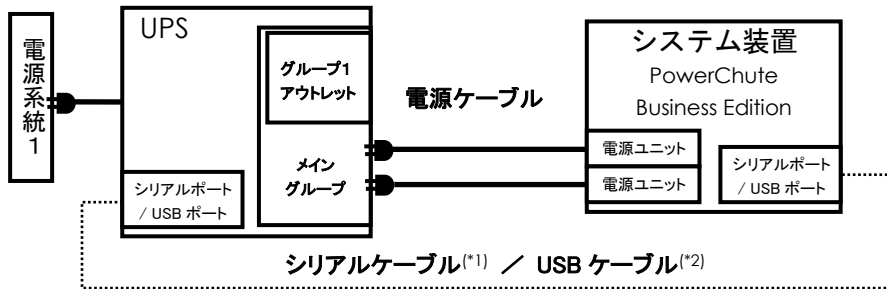 電源系統1
UPS
グループ1
アウトレット
メイン
グループ
シリアルポート
/ USB ポート
電源ケーブル
システム装置
PowerChute
Business Edition
電源ユニット
電源ユニット
シリアルポート
/ USB ポート
シリアルケーブル(*1) / USB ケーブル(*2)